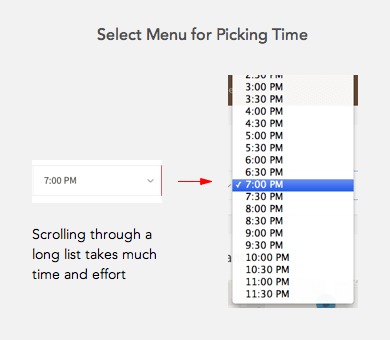 Select Menu for Picking Time
7:00 PM
Scrolling through a
long list takes much
time and effort
2:30 PM
3:00 PM
3:30 PM
4:00 PM
4:30 PM
5:00 PM
5:30 PM
6:00 PM
6:30 PM
✓ 7:00 PM
7:30 PM
8:00 PM
8:30 PM
9:00 PM
9:30 PM
10:00 PM
10:30 PM
11:00 PM
11:30 PM